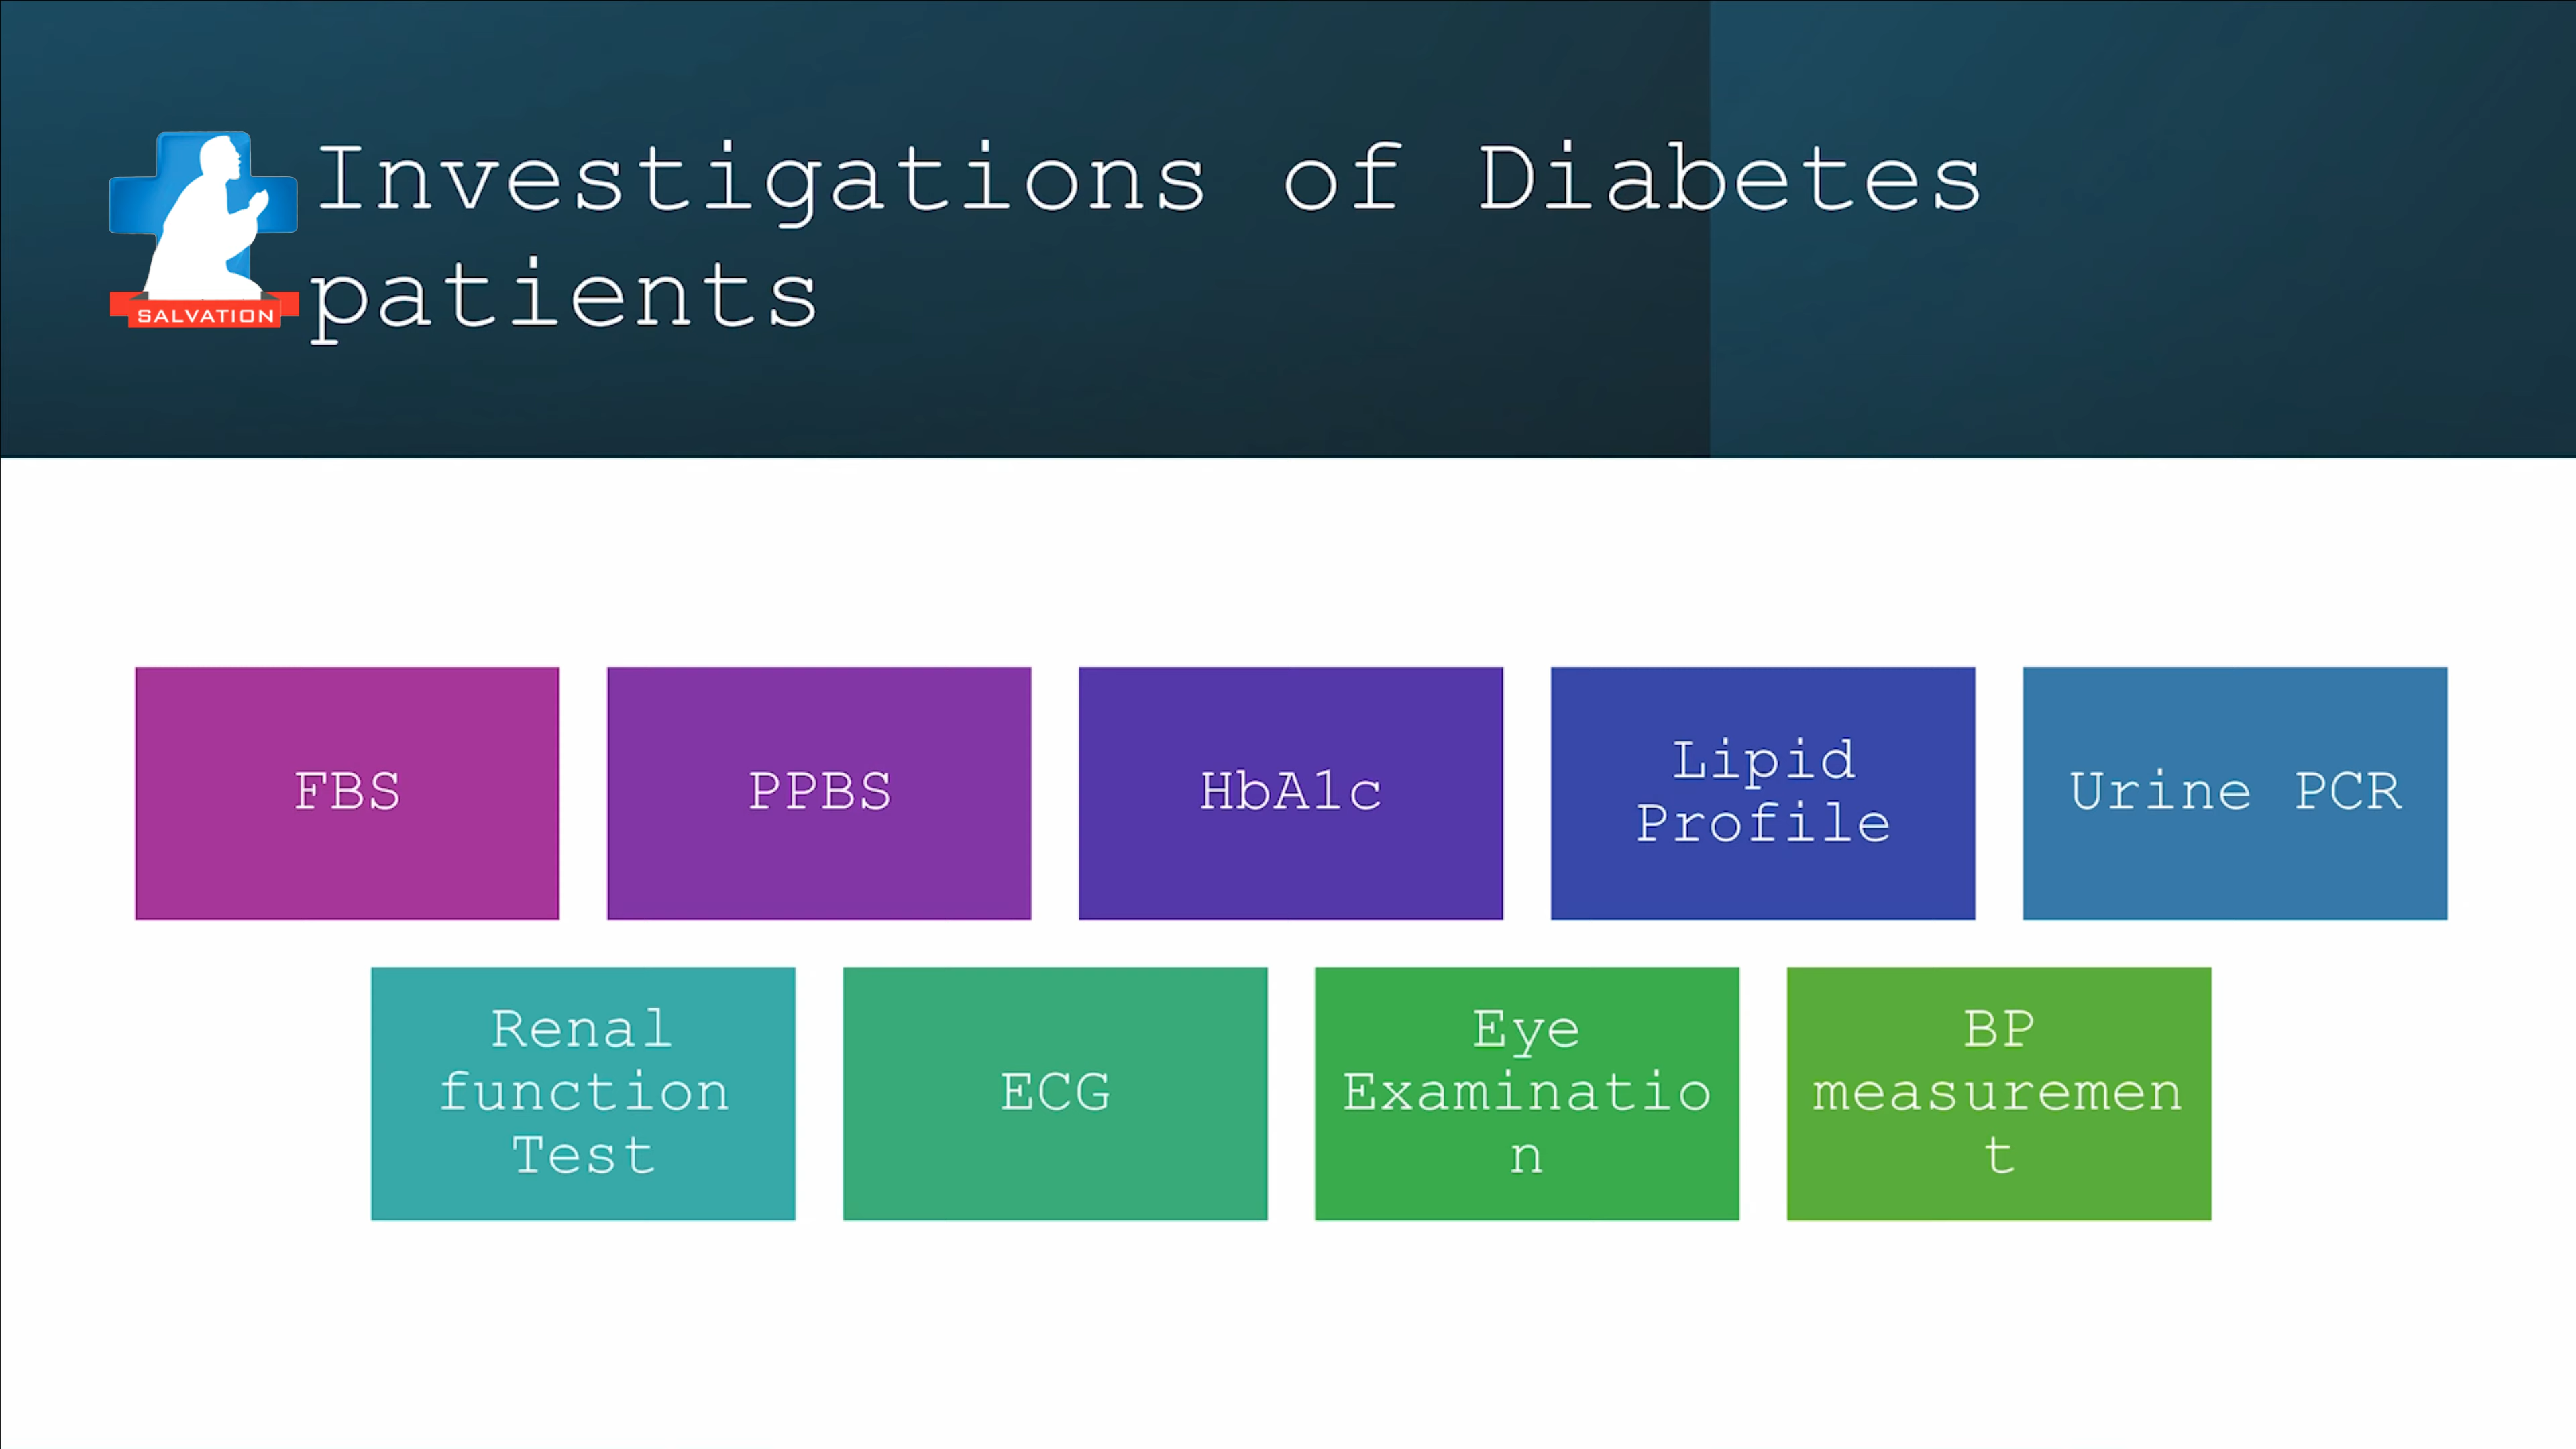 Investigations of Diabetes
patients
SALVATION
FBS
PPBS
HbA1c
Lipid
Profile
Urine PCR
Renal
function
Test
ECG
Eye
Examinatio
n
BP
measuremen
t